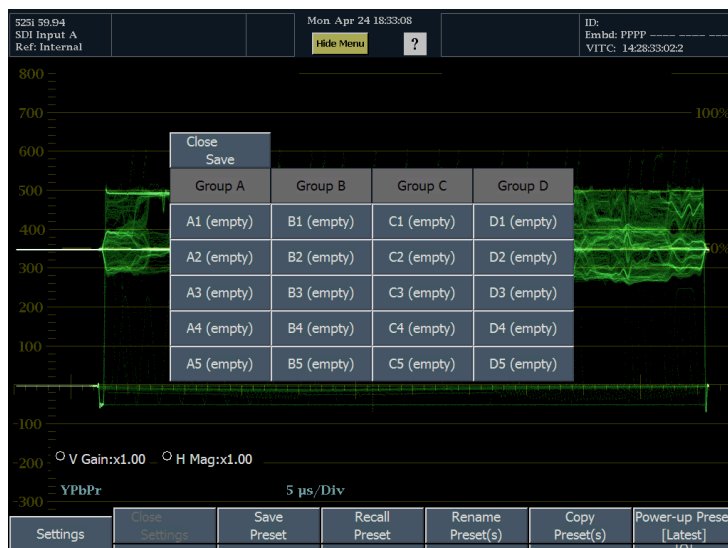 525i 59.94
SDI Input A
Ref: Internal
Mon Apr 24 18:33:08
Hide Menu
?
ID:
Embd: PPPP ---- ---- ---
VITC: 14:28:33:02:2
800
700
100%
600
500
400
300
200
100
-100
-200
-300
Close
Save
Group A Group B Group C Group D
A1 (empty) B1 (empty) C1 (empty) D1 (empty)
A2 (empty) B2 (empty) C2 (empty) D2 (empty)
A3 (empty) B3 (empty) C3 (empty) D3 (empty)
A4 (empty) B4 (empty) C4 (empty) D4 (empty)
A5 (empty) B5 (empty) C5 (empty) D5 (empty)
V Gain:x1.00 H Mag:x1.00
YPbPr 5 µs/Div
Settings
Close
Settings
Save
Preset
Recall
Preset
Rename
Preset(s)
Copy
Preset(s)
Power-up Prese
[Latest]